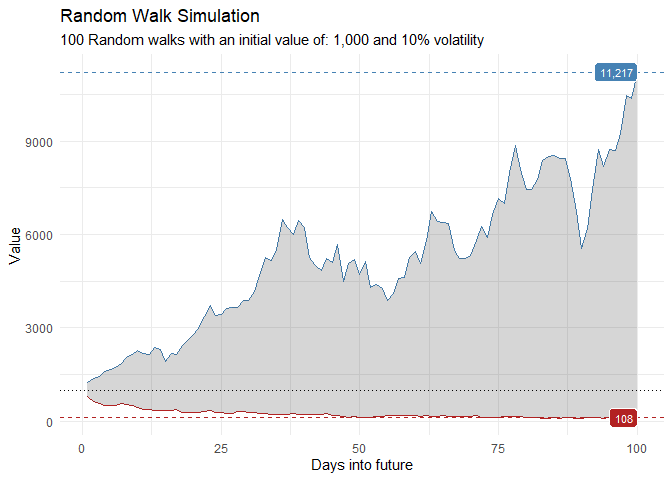 Random Walk Simulation
100 Random walks with an initial value of: 1,000 and 10% volatility
11,217
9000
6000
3000
0
Value
108
0
25
50
75
100
Days into future